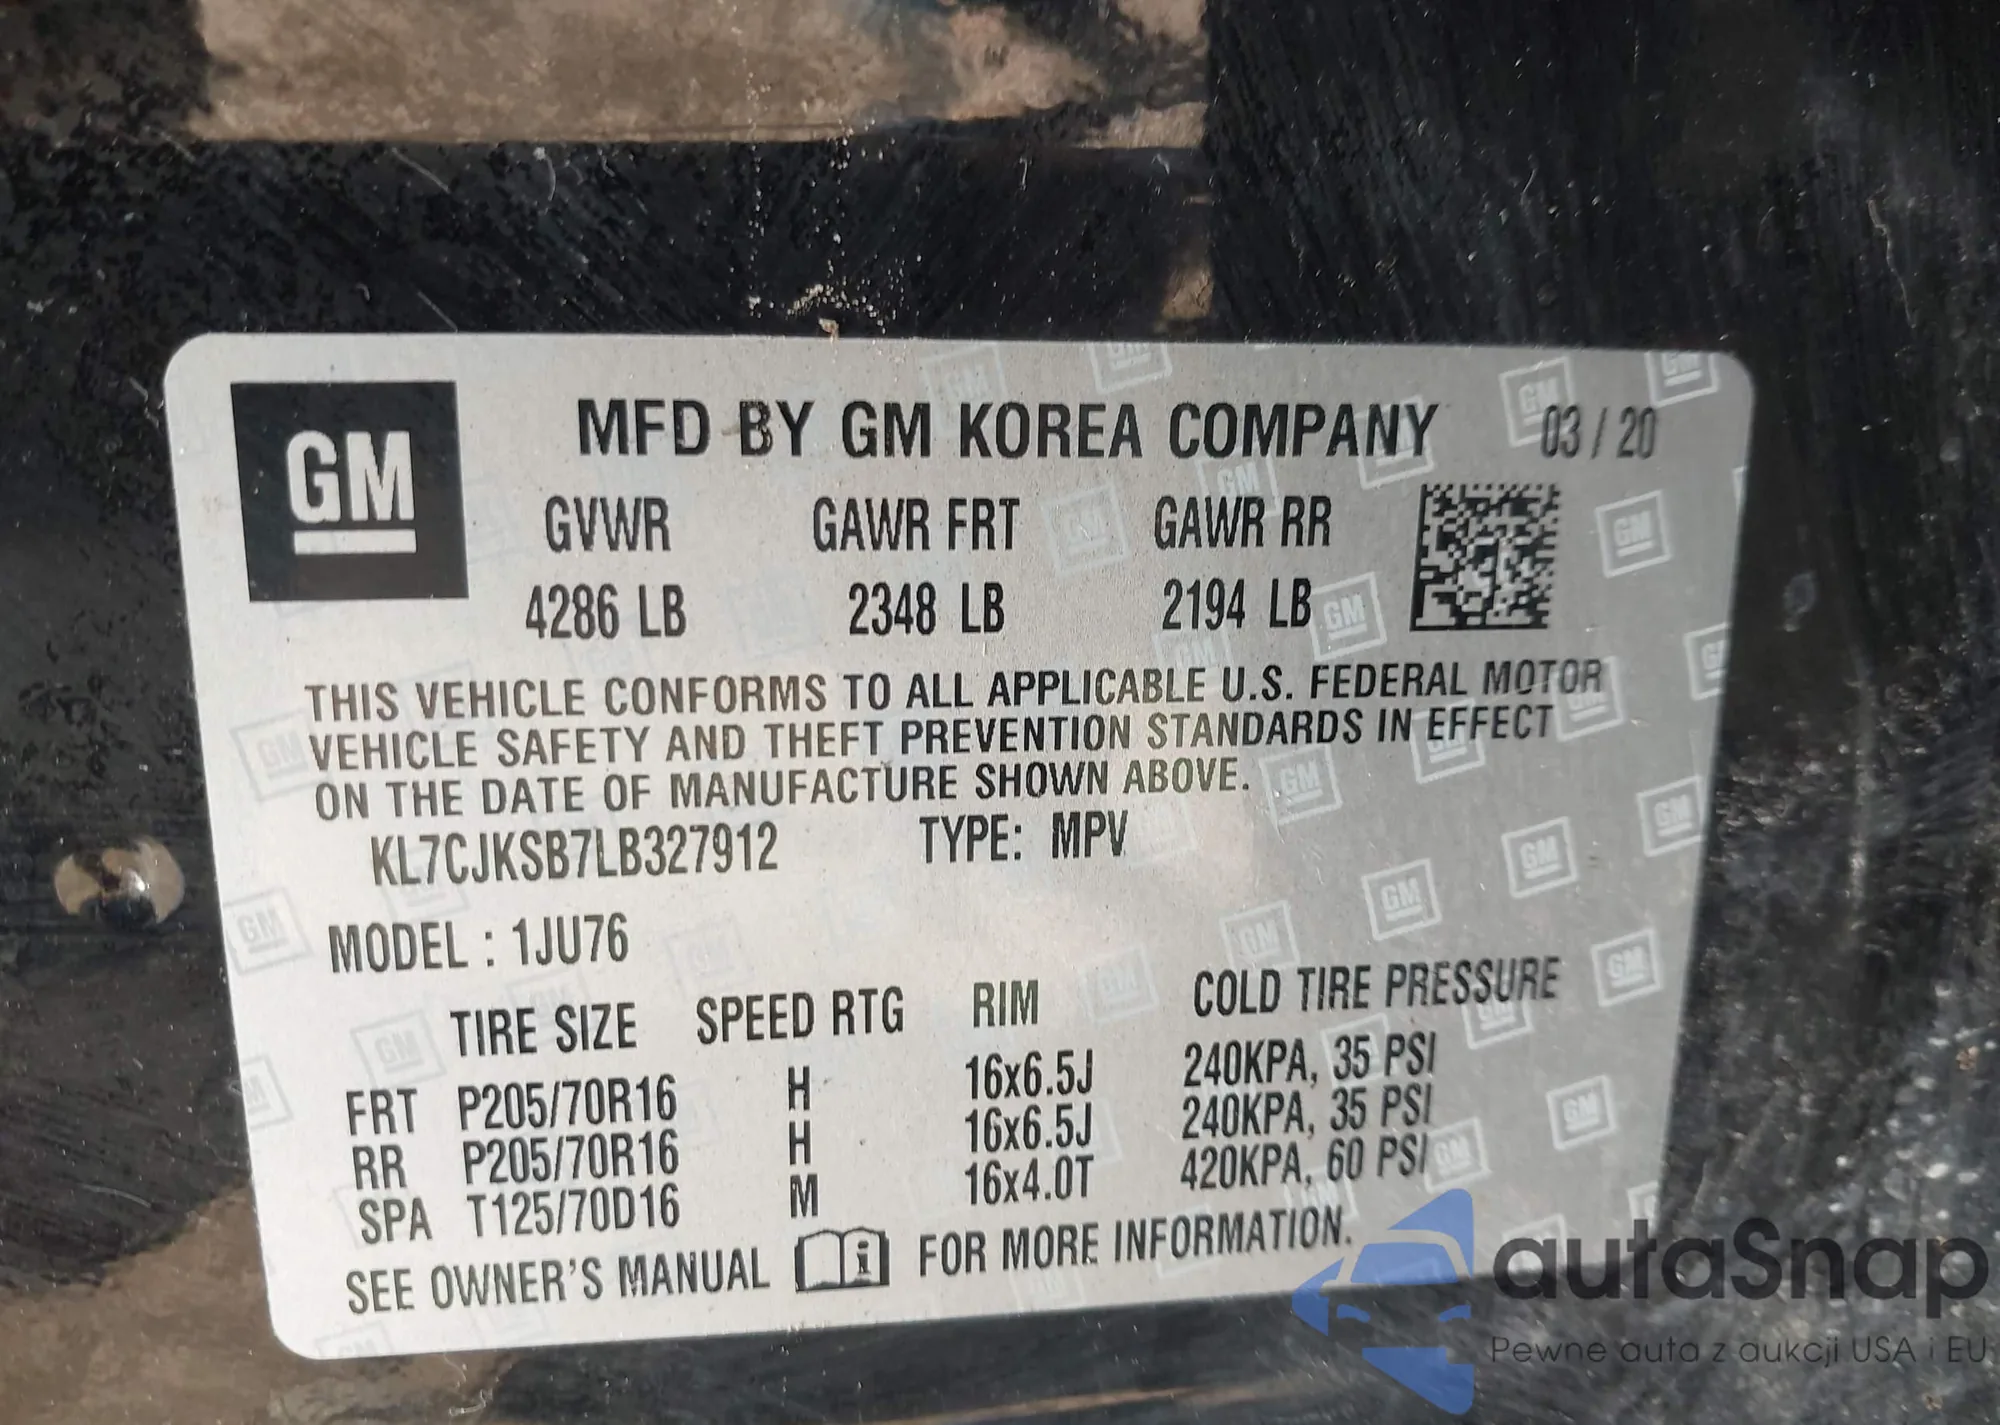 GM
MFD BY GM KOREA COMPANY 03 / 20
GVWR GAWR FRT GAWR RR
4286 LB 2348 LB 2194 LB
THIS VEHICLE CONFORMS TO ALL APPLICABLE U.S. FEDERAL MOTOR
VEHICLE SAFETY AND THEFT PREVENTION STANDARDS IN EFFECT
ON THE DATE OF MANUFACTURE SHOWN ABOVE.
KL7CJKSB7LB327912 TYPE: MPV
MODEL : 1JU76
TIRE SIZE SPEED RTG RIM COLD TIRE PRESSURE
FRT P205/70R16 H 16x6.5J 240KPA, 35 PSI
RR P205/70R16 H 16x6.5J 240KPA, 35 PSI
SPA T125/70D16 M 16x4.0T 420KPA, 60 PSI
SEE OWNER'S MANUAL i FOR MORE INFORMATION.
autaSnap
Pewne auta z aukcji USA i EU